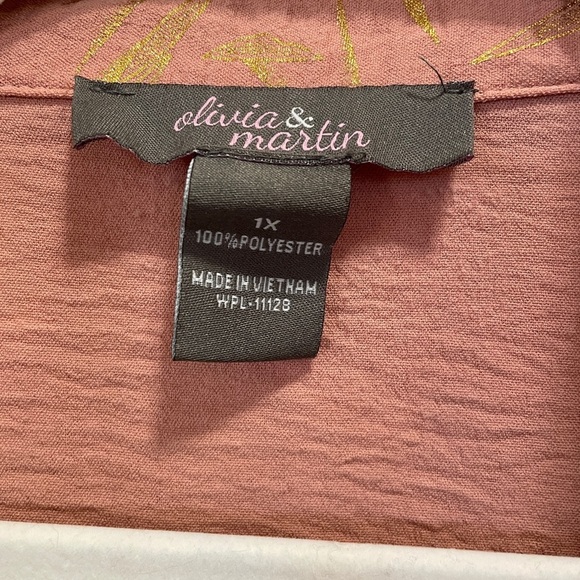 olivia &
martin
1X
100%POLYESTER
MADE IN VIETNAM
WPL-11128